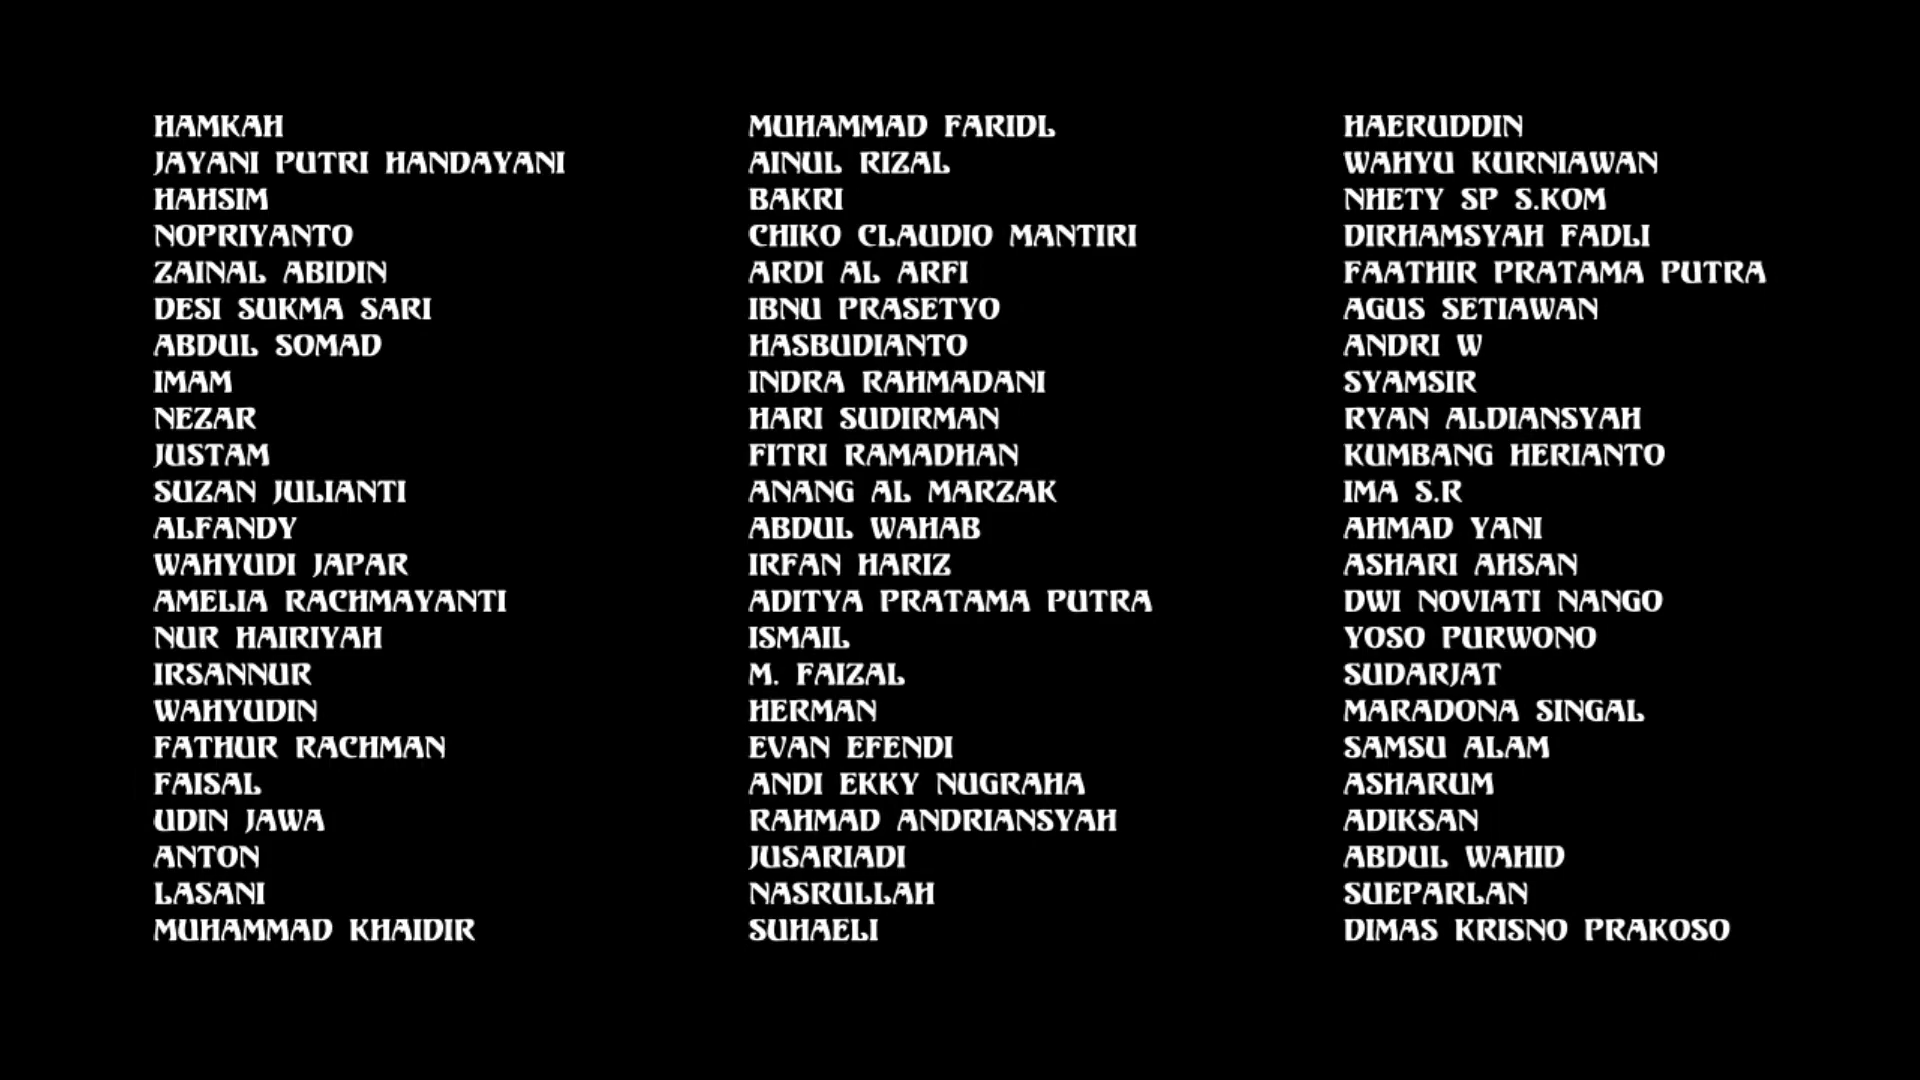 HAMKAH
JAYANI PUTRI HANDAYANI
HAHSIM
NOPRIYANTO
ZAINAL ABIDIN
DESI SUKMA SARI
ABDUL SOMAD
IMAM
NEZAR
JUSTAM
SUZAN JULIANTI
ALFANDY
WAHYUDI JAPAR
AMELIA RACHMAYANTI
NUR HAIRIYAH
IRSANNUR
WAHYUDIN
FATHUR RACHMAN
FAISAL
UDIN JAWA
ANTON
LASANI
MUHAMMAD KHAIDIR
MUHAMMAD FARIDL
AINUL RIZAL
BAKRI
CHIKO CLAUDIO MANTIRI
ARDI AL ARFI
IBNU PRASETYO
HASBUDIANTO
INDRA RAHMADANI
HARI SUDIRMAN
FITRI RAMADHAN
ANANG AL MARZAK
ABDUL WAHAB
IRFAN HARIZ
ADITYA PRATAMA PUTRA
ISMAIL
M. FAIZAL
HERMAN
EVAN EFENDI
ANDI EKKY NUGRAHA
RAHMAD ANDRIANSYAH
JUSARIADI
NASRULLAH
SUHAELI
HAERUDDIN
WAHYU KURNIAWAN
NHETY SP S.KOM
DIRHAMSYAH FADLI
FAATHIR PRATAMA PUTRA
AGUS SETIAWAN
ANDRI W
SYAMSIR
RYAN ALDIANSYAH
KUMBANG HERIANTO
IMA S.R
AHMAD YANI
ASHARI AHSAN
DWI NOVIATI NANGO
YOSO PURWONO
SUDARJAT
MARADONA SINGAL
SAMSU ALAM
ASHARUM
ADIKSAN
ABDUL WAHID
SUEPARLAN
DIMAS KRISNO PRAKOSO